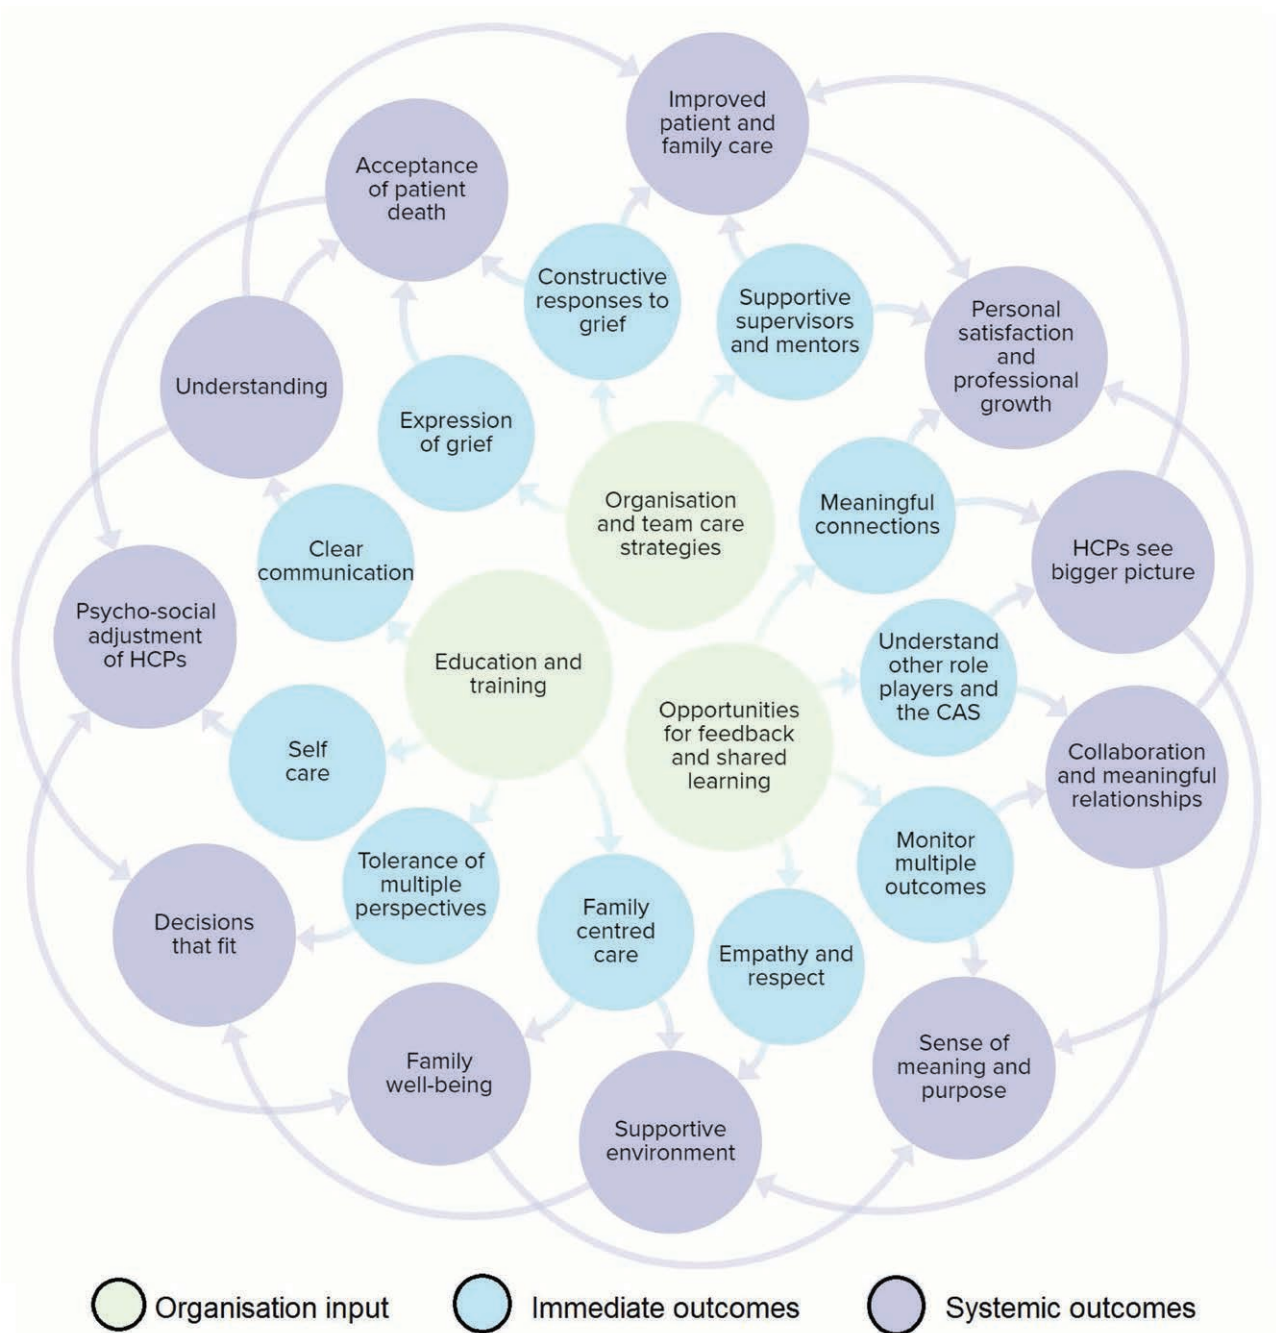 Improved
patient and
family care
Acceptance
of patient
death
Constructive
responses to
grief
Supportive
supervisors
and mentors
Personal
satisfaction
and
professional
growth
Understanding
Expression
of grief
Organisation
and team care
strategies
Meaningful
connections
HCPs see
bigger picture
Clear
communication
Psycho-social
adjustment
of HCPs
Education and
training
Understand
other role
players and
the CAS
Opportunities
for feedback
and shared
learning
Collaboration
and meaningful
relationships
Self
care
Tolerance of
multiple
perspectives
Monitor
multiple
outcomes
Decisions
that fit
Family
centred
care
Empathy and
respect
Family
well-being
Sense of
meaning and
purpose
Supportive
environment
Organisation input
Immediate outcomes
Systemic outcomes